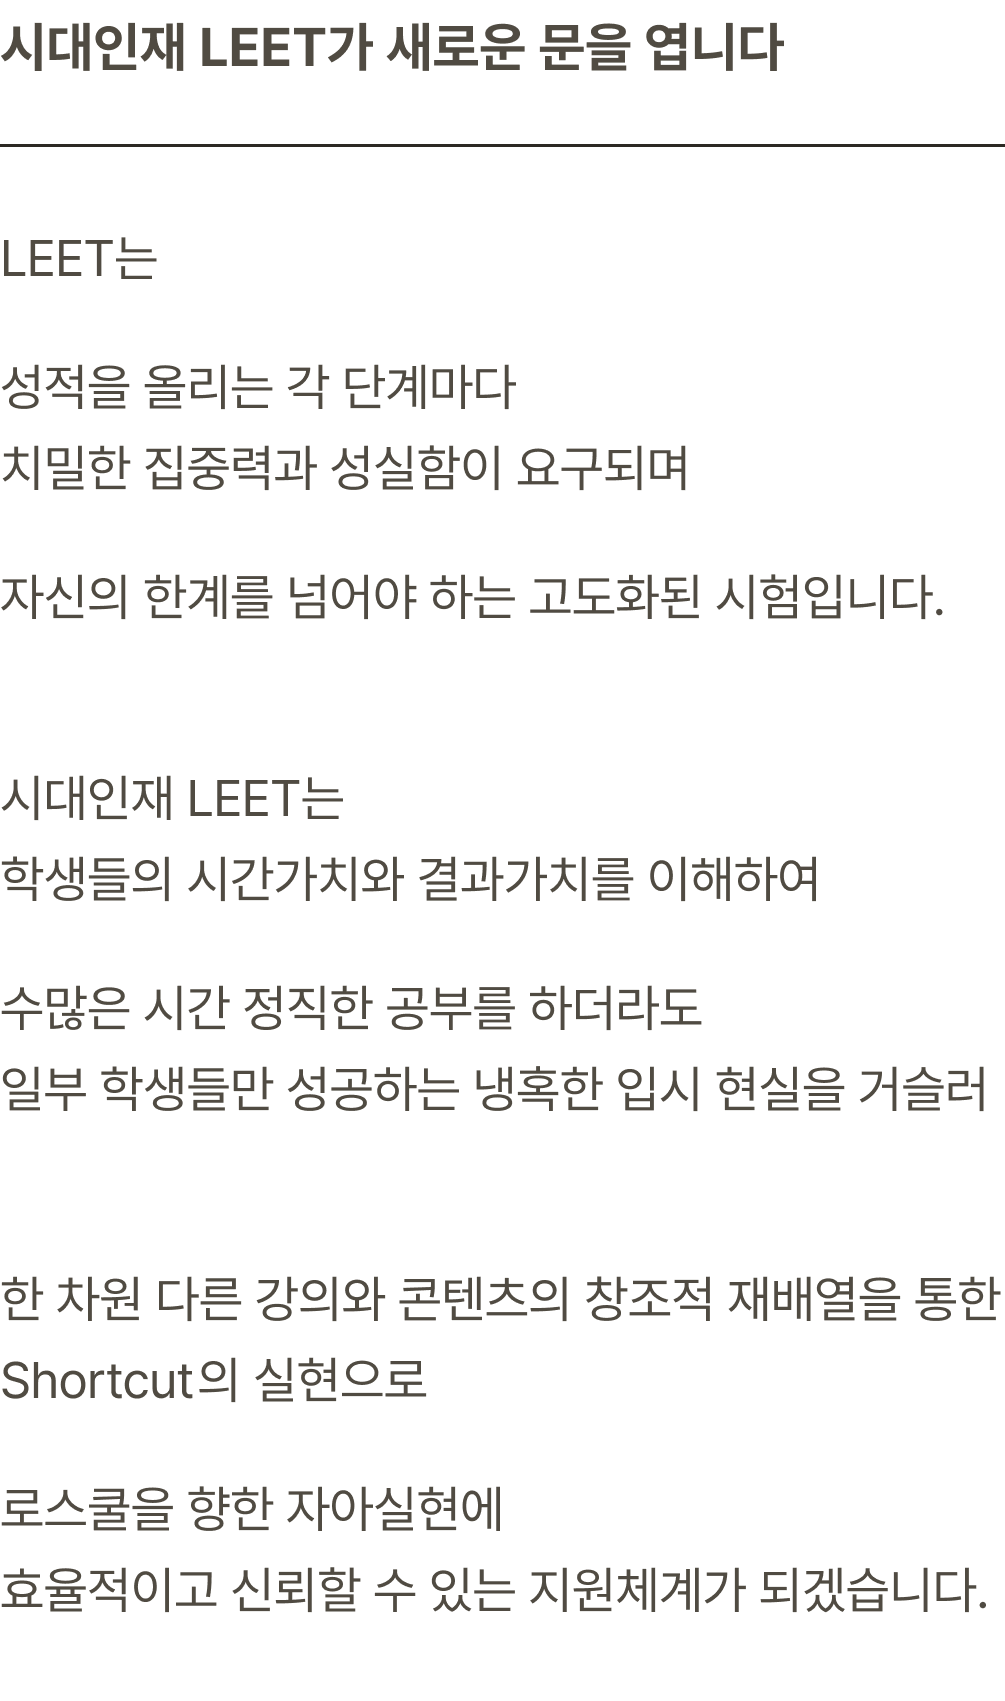 시대인재 LEET가 새로운 문을 엽니다
LEET는
성적을 올리는 각 단계마다
치밀한 집중력과 성실함이 요구되며
자신의 한계를 넘어야 하는 고도화된 시험입니다.
시대인재 LEET는
학생들의 시간가치와 결과가치를 이해하여
수많은 시간 정직한 공부를 하더라도
일부 학생들만 성공하는 냉혹한 입시 현실을 거슬러
한 차원 다른 강의와 콘텐츠의 창조적 재배열을 통한
Shortcut의 실현으로
로스쿨을 향한 자아실현에
효율적이고 신뢰할 수 있는 지원체계가 되겠습니다.